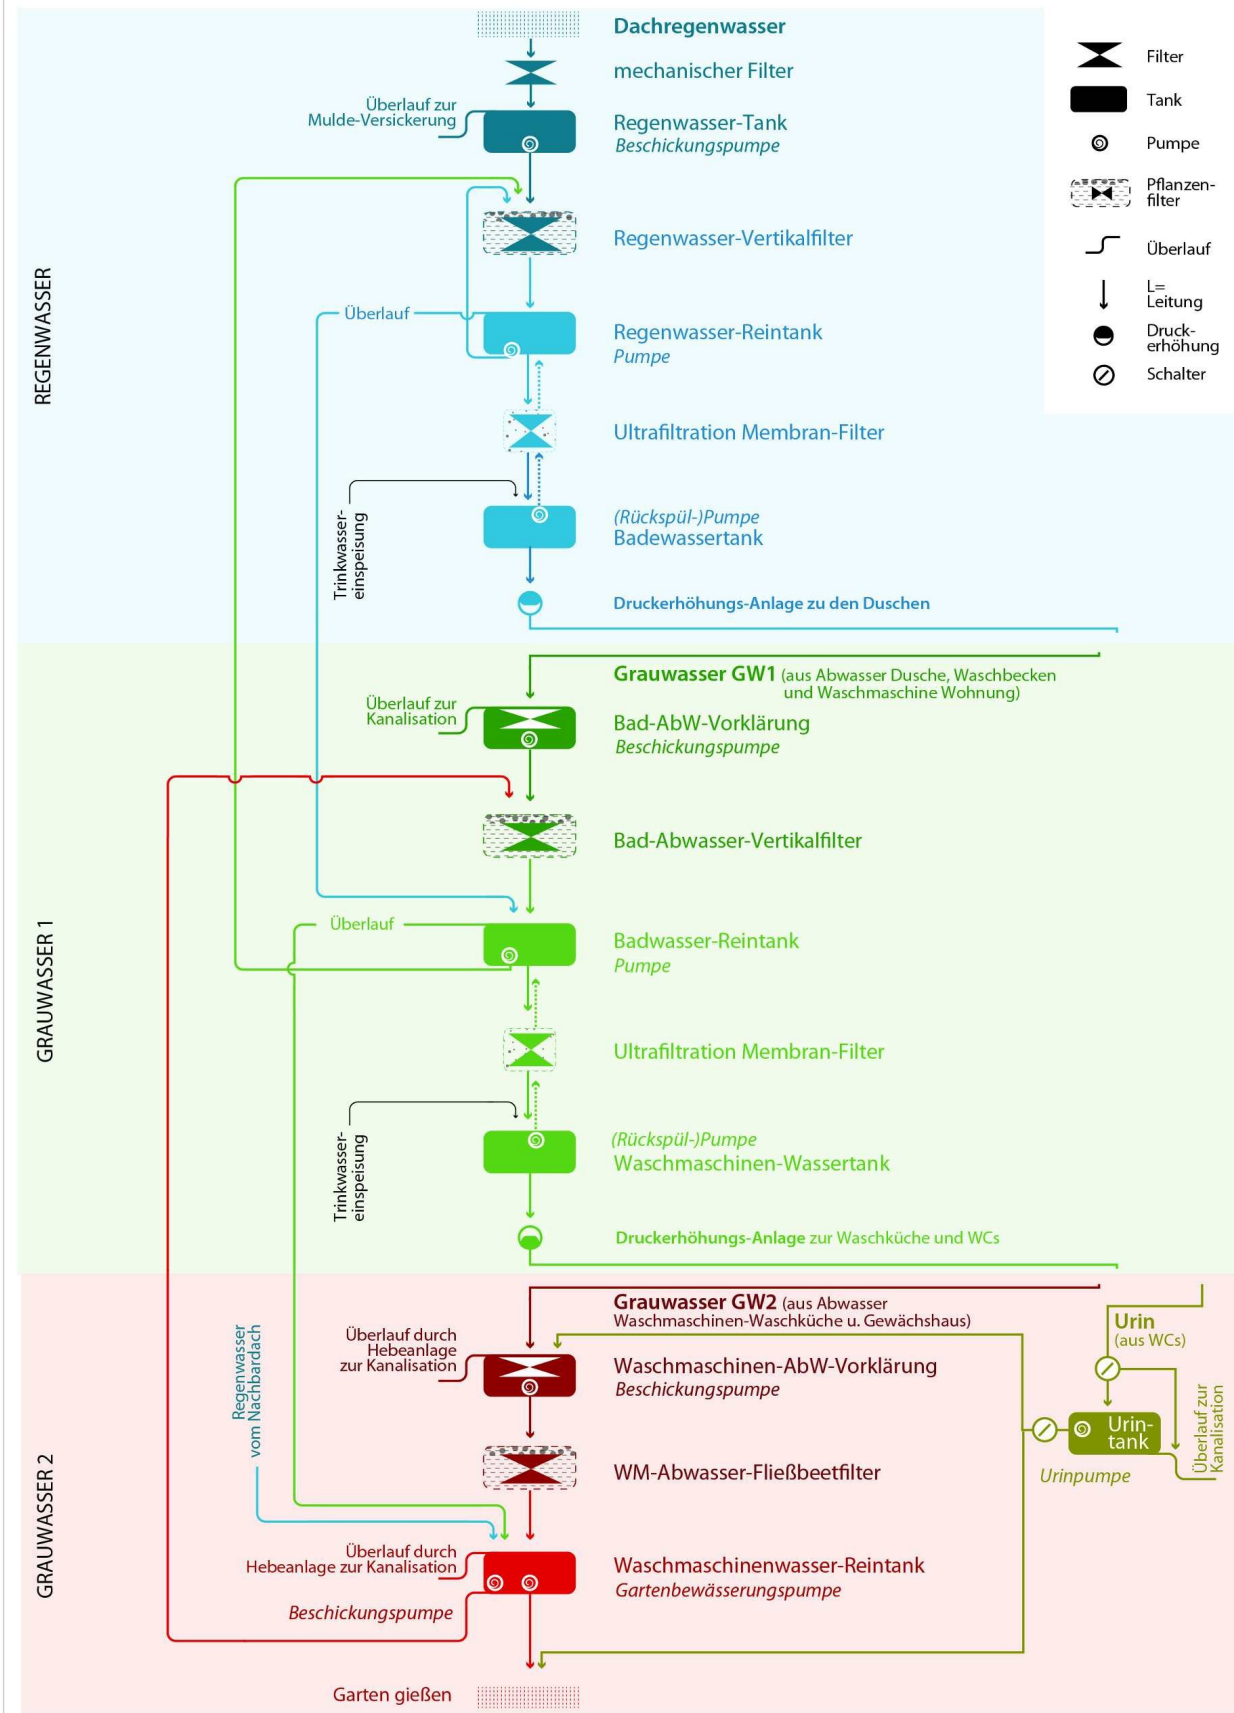 Dachregenwasser
mechanischer Filter
Überlauf zur
Mulde-Versickerung
Regenwasser-Tank
Beschickungspumpe
Regenwasser-Vertikalfilter
Überlauf
Regenwasser-Reintank
Pumpe
Ultrafiltration Membran-Filter
Trinkwasser-
einspeisung
(Rückspül-)Pumpe
Badewassertank
Druckerhöhungs-Anlage zu den Duschen
REGENWASSER
Filter
Tank
Pumpe
Pflanzen-
filter
Überlauf
L=
Leitung
Druck-
erhöhung
Schalter
Grauwasser GW1 (aus Abwasser Dusche, Waschbecken
und Waschmaschine Wohnung)
Überlauf zur
Kanalisation
Bad-AbW-Vorklärung
Beschickungspumpe
Bad-Abwasser-Vertikalfilter
Überlauf
Badwasser-Reintank
Pumpe
Ultrafiltration Membran-Filter
Trinkwasser-
einspeisung
(Rückspül-)Pumpe
Waschmaschinen-Wassertank
Druckerhöhungs-Anlage zur Waschküche und WCs
GRAUWASSER 1
Grauwasser GW2 (aus Abwasser
Waschmaschinen-Waschküche u. Gewächshaus)
Überlauf durch
Hebeanlage
zur Kanalisation
Waschmaschinen-AbW-Vorklärung
Beschickungspumpe
Regenwasser
vom Nachbardach
WM-Abwasser-Fließbeetfilter
Überlauf durch
Hebeanlage zur Kanalisation
Waschmaschinenwasser-Reintank
Gartenbewässerungspumpe
Beschickungspumpe
Garten gießen
Urin
(aus WCs)
Urin-
tank
Urinpumpe
Überlauf zur
Kanalisation
GRAUWASSER 2